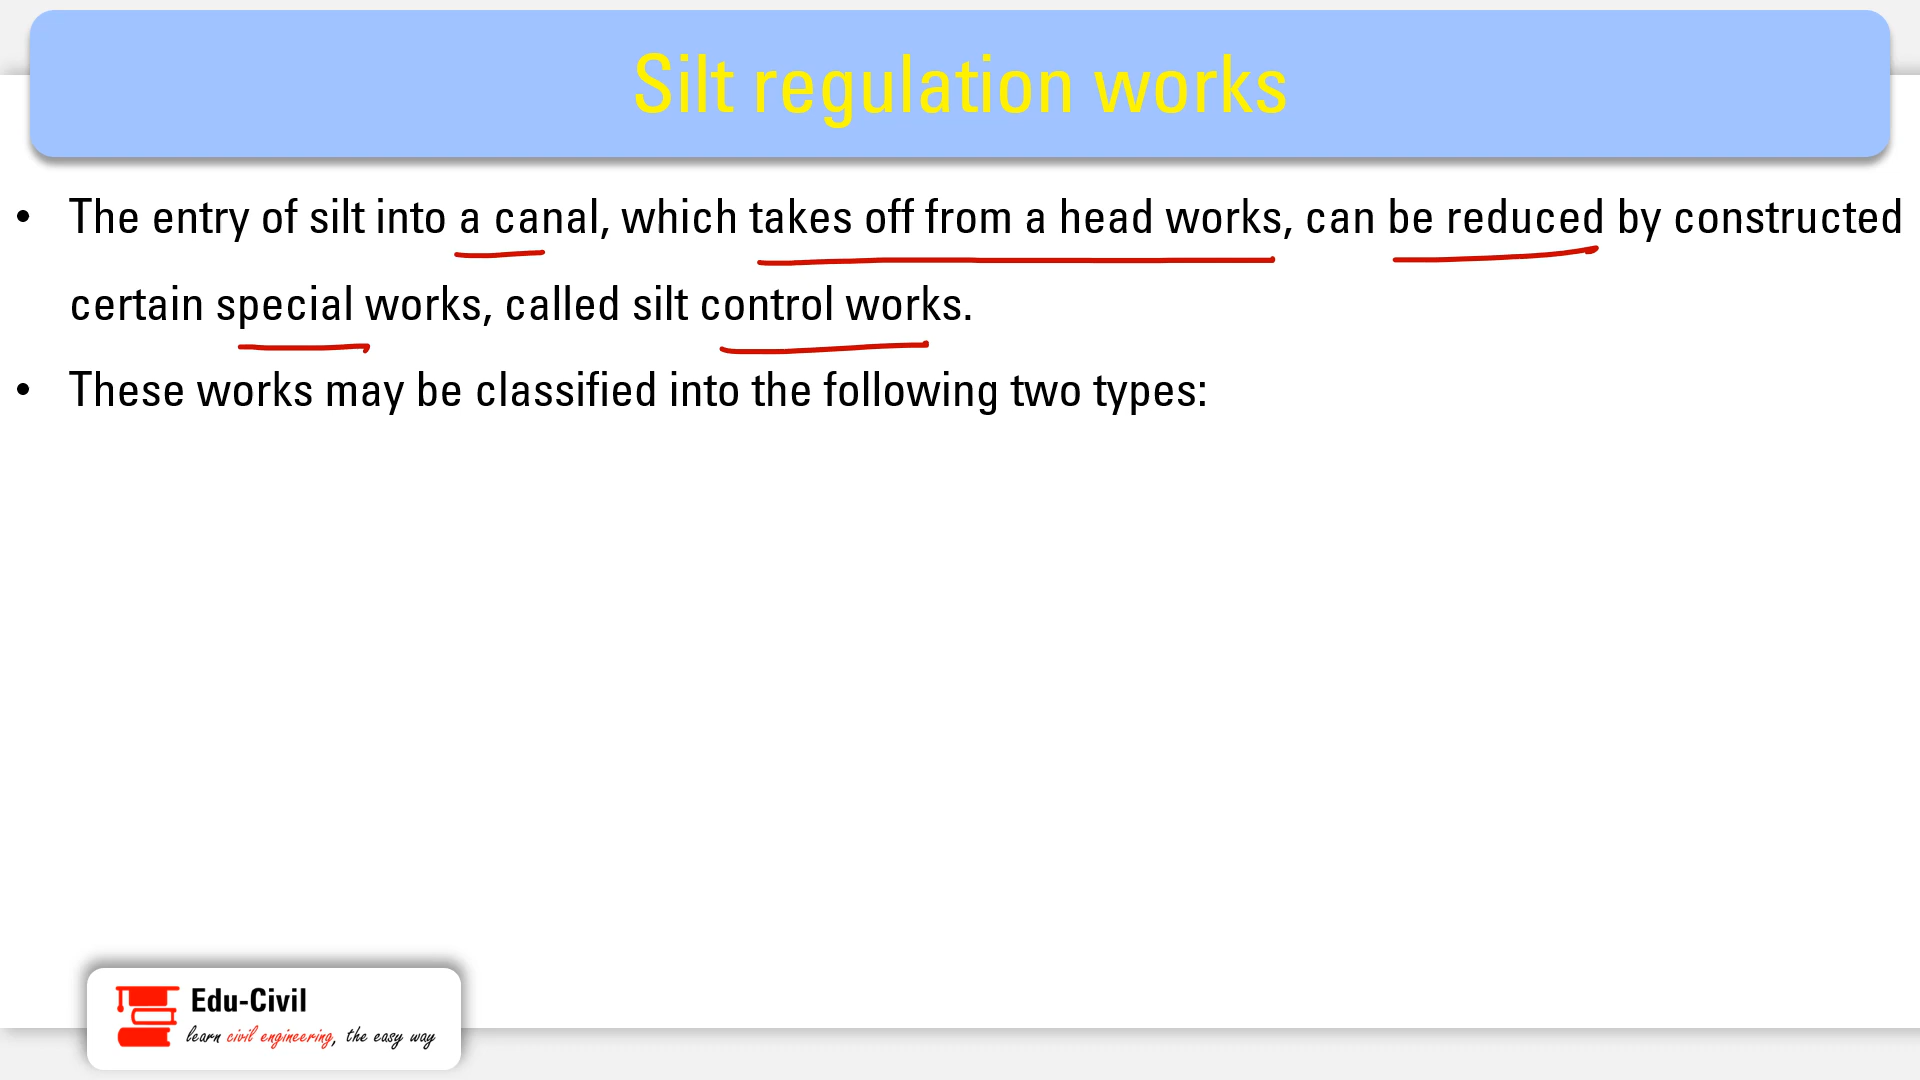 Silt regulation works
• The entry of silt into a canal, which takes off from a head works, can be reduced by constructed
certain special works, called silt control works.
• These works may be classified into the following two types:
Edu-Civil
learn civil engineering, the easy way